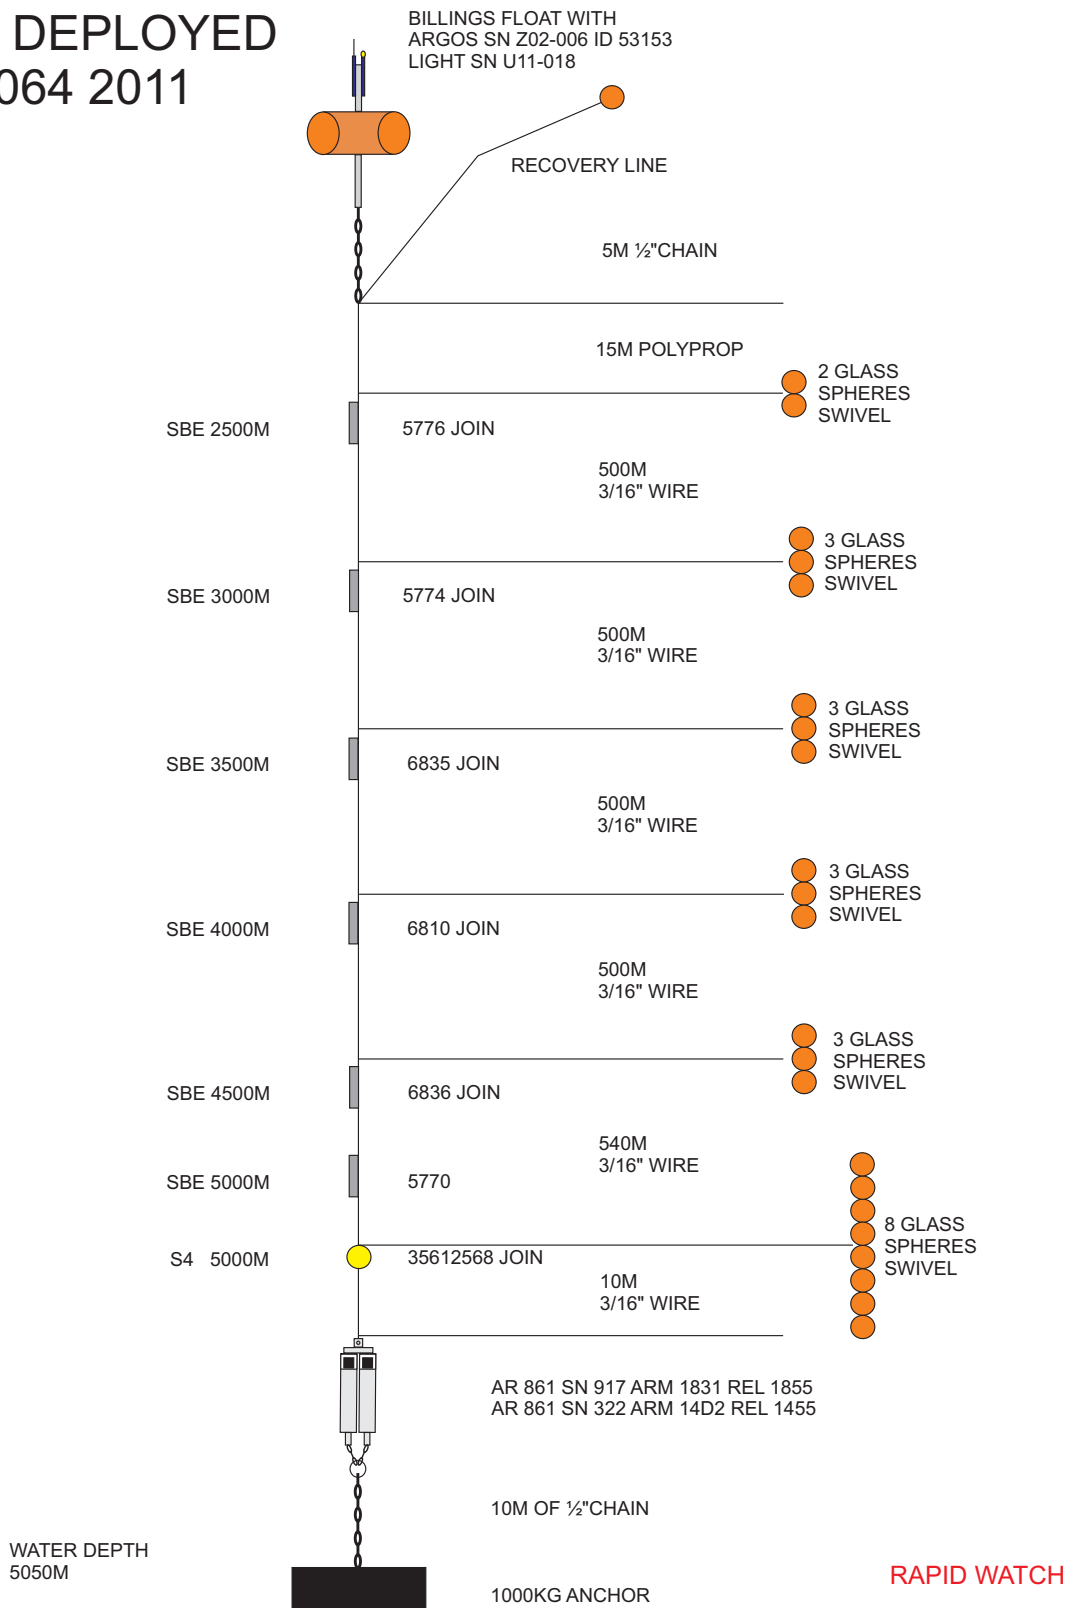 DEPLOYED
064 2011
BILLINGS FLOAT WITH
ARGOS SN Z02-006 ID 53153
LIGHT SN U11-018
RECOVERY LINE
5M ½"CHAIN
15M POLYPROP
2 GLASS
SPHERES
SWIVEL
SBE 2500M
5776 JOIN
500M
3/16" WIRE
3 GLASS
SPHERES
SWIVEL
SBE 3000M
5774 JOIN
500M
3/16" WIRE
3 GLASS
SPHERES
SWIVEL
SBE 3500M
6835 JOIN
500M
3/16" WIRE
3 GLASS
SPHERES
SWIVEL
SBE 4000M
6810 JOIN
500M
3/16" WIRE
3 GLASS
SPHERES
SWIVEL
SBE 4500M
6836 JOIN
540M
3/16" WIRE
SBE 5000M
5770
8 GLASS
SPHERES
SWIVEL
S4 5000M
35612568 JOIN
10M
3/16" WIRE
AR 861 SN 917 ARM 1831 REL 1855
AR 861 SN 322 ARM 14D2 REL 1455
10M OF ½"CHAIN
WATER DEPTH
5050M
1000KG ANCHOR
RAPID WATCH